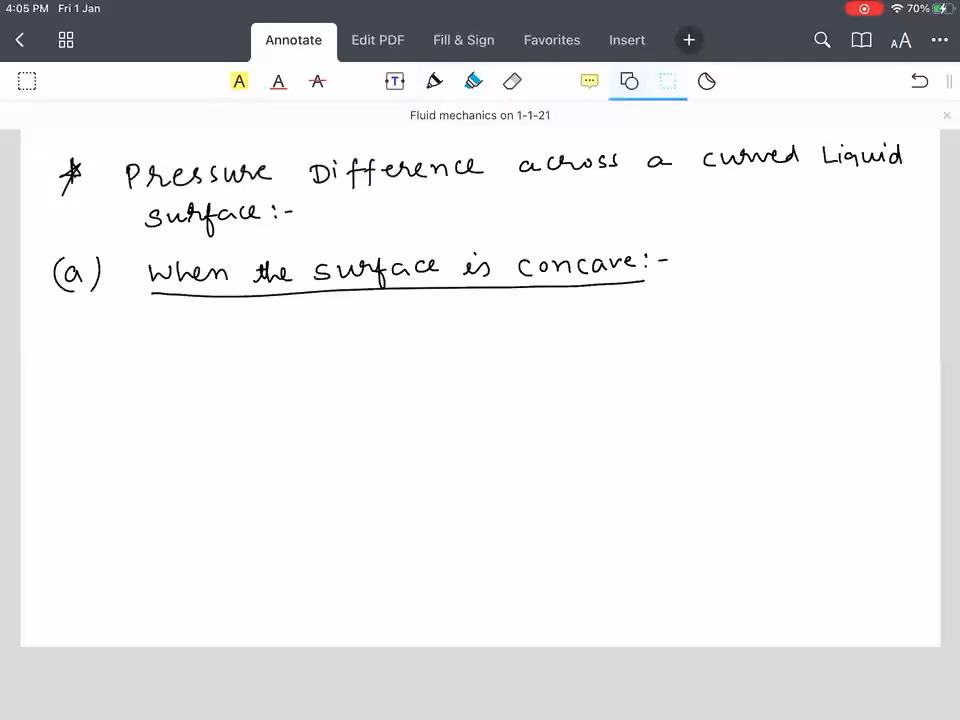 4:05 PM Fri 1 Jan 70%
Annotate Edit PDF Fill & Sign Favorites Insert
A A A T AA
Fluid mechanics on 1-1-21
* Pressure Difference across a curved Liquid
surface:-
(a) When the surface is concave:-